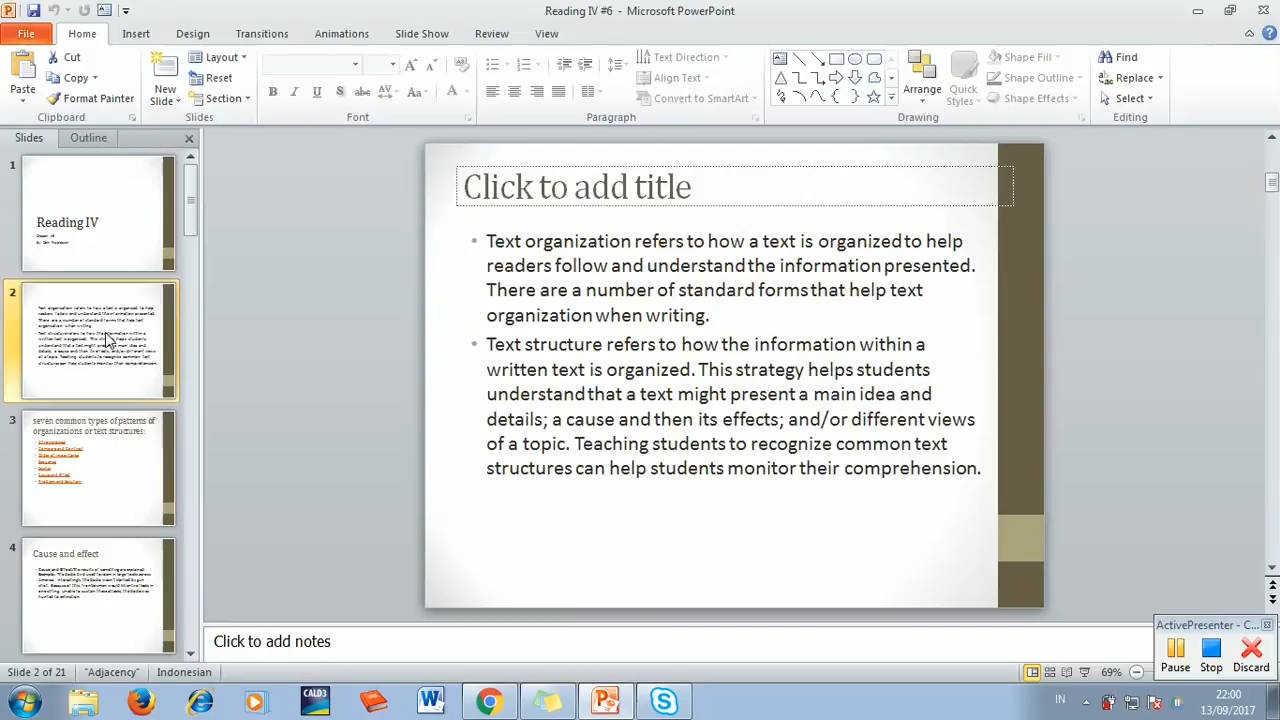 Reading IV #6 - Microsoft PowerPoint
File Home Insert Design Transitions Animations Slide Show Review View
Paste Cut Copy Format Painter
Clipboard
New Slide Layout Reset Section
Slides
B I U S abc AV Aa A
Font
Text Direction
Align Text
Convert to SmartArt
Paragraph
Arrange Quick Styles Shape Fill Shape Outline Shape Effects
Drawing
Find
Replace
Select
Editing
Slides Outline
1
Reading IV
2
3
seven common types of patterns of
organizations or text structures:
4
Cause and effect
Click to add title
• Text organization refers to how a text is organized to help
readers follow and understand the information presented.
There are a number of standard forms that help text
organization when writing.
• Text structure refers to how the information within a
written text is organized. This strategy helps students
understand that a text might present a main idea and
details; a cause and then its effects; and/or different views
of a topic. Teaching students to recognize common text
structures can help students monitor their comprehension.
Click to add notes
ActivePresenter - C...
Pause Stop Discard
Slide 2 of 21 "Adjacency" Indonesian 69%
CALD3
IN
22:00
13/09/2017